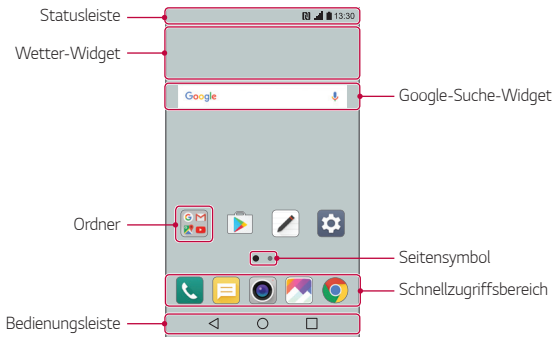 Statusleiste
13:30
Wetter-Widget
Google
Google-Suche-Widget
Ordner
Seitensymbol
Schnellzugriffsbereich
Bedienungsleiste